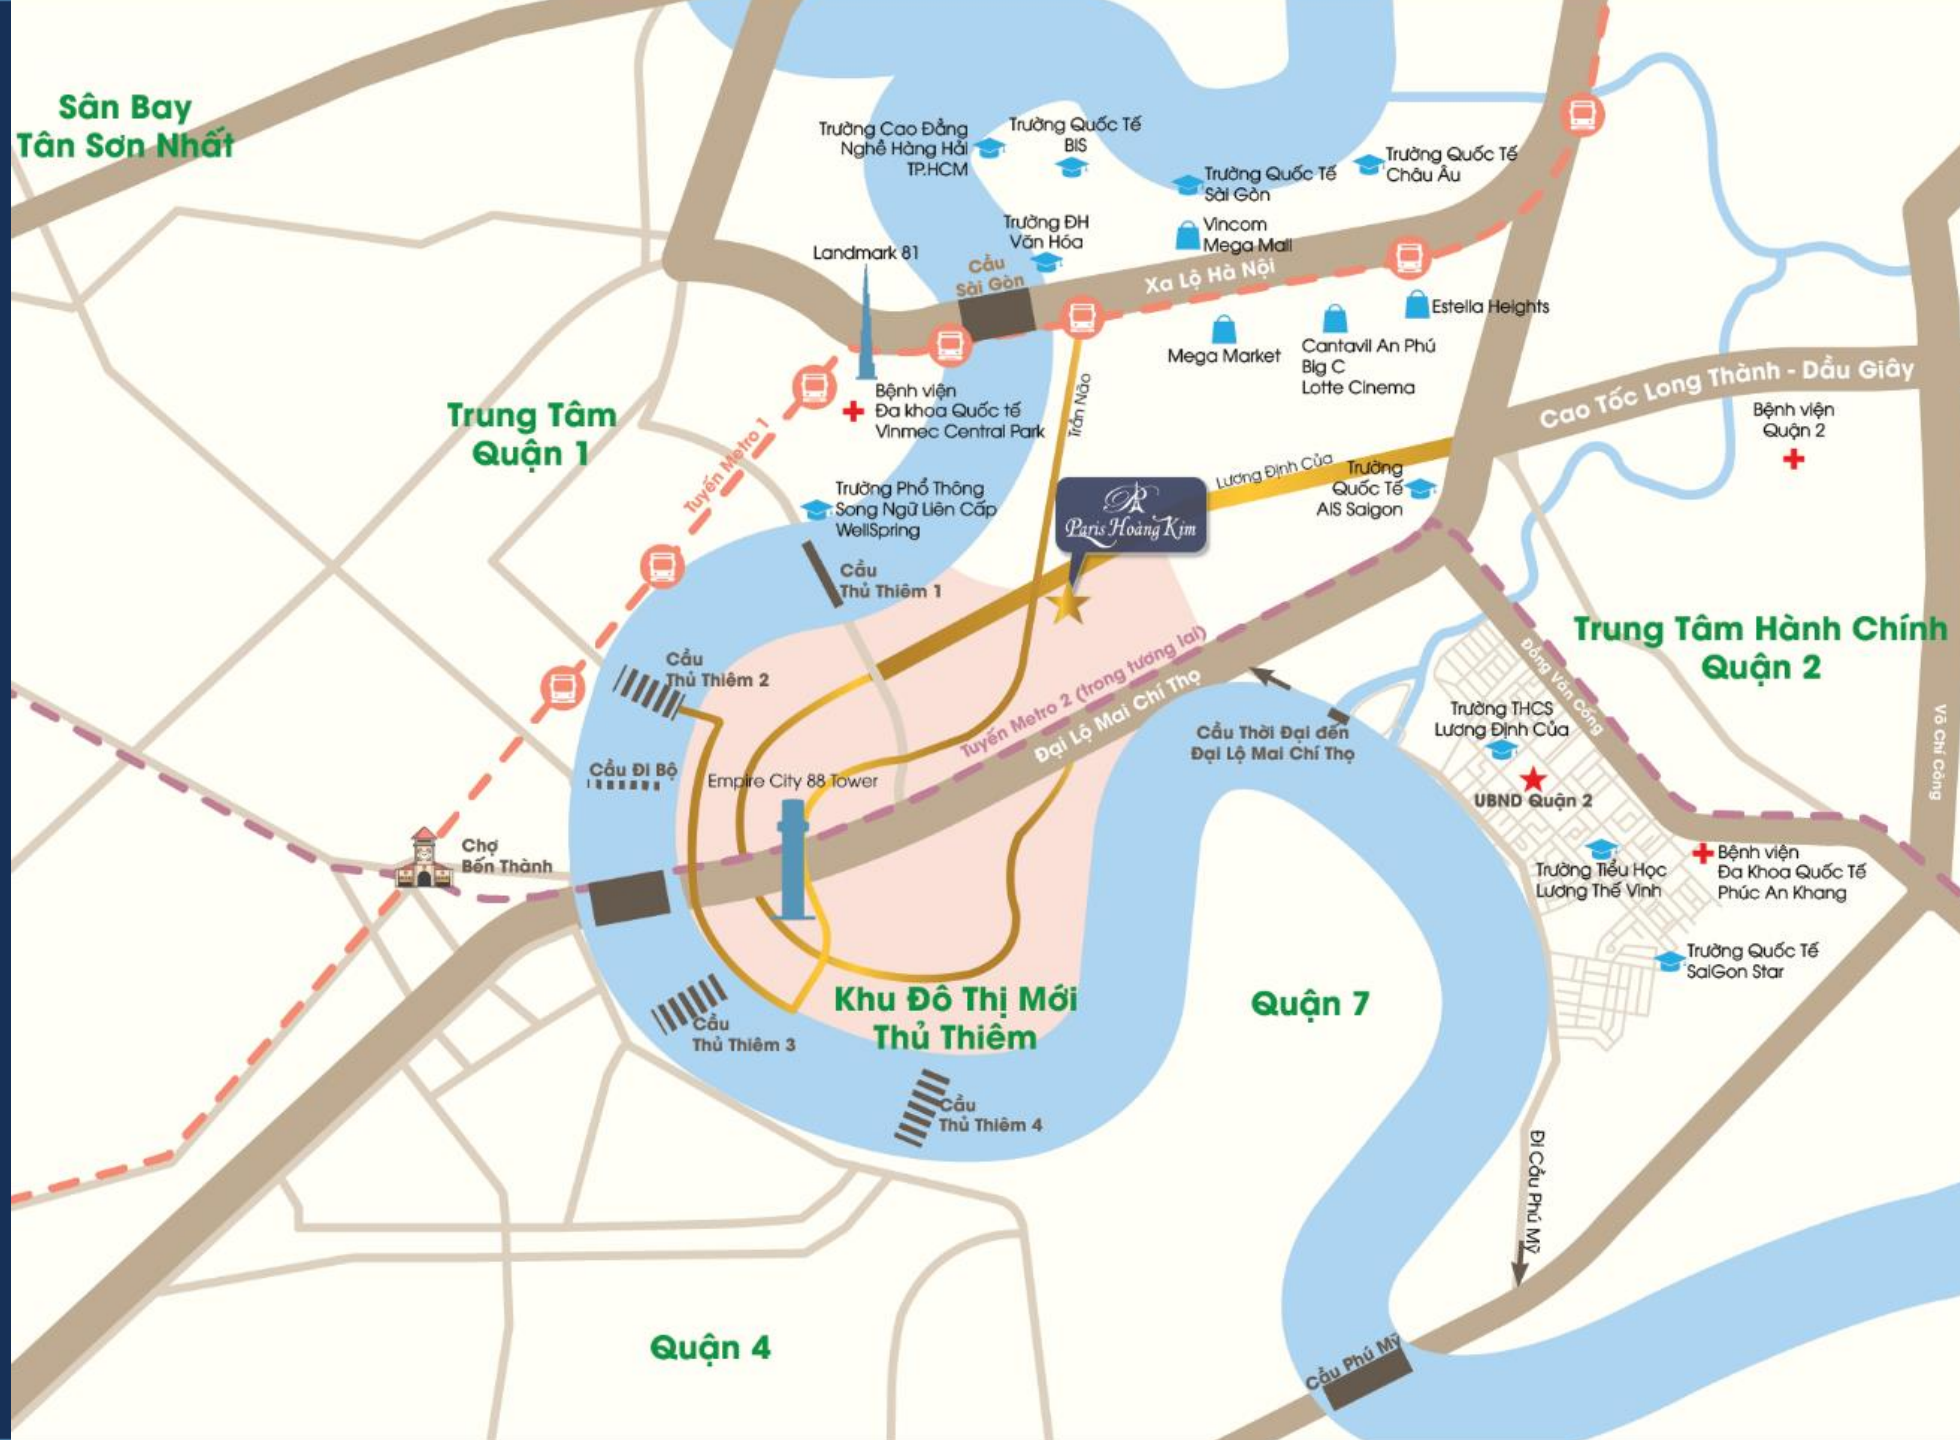 Sân Bay
Tân Sơn Nhất
Trường Cao Đẳng
Nghề Hàng Hải
TP.HCM
Trường Quốc Tế
BIS
Trường Quốc Tế
Sài Gòn
Trường Quốc Tế
Châu Âu
Vincom
Mega Mall
Trường ĐH
Văn Hóa
Landmark 81
Cầu
Sài Gòn
Xa Lộ Hà Nội
Estella Heights
Mega Market
Cantavil An Phú
Big C
Lotte Cinema
Cao Tốc Long Thành - Dầu Giây
Bệnh viện
Quận 2
Bệnh viện
Đa khoa Quốc tế
Vinmec Central Park
Trần Não
Trung Tâm
Quận 1
Tuyến Metro 1
Lương Định Của
Trường
Quốc Tế
AIS Saigon
Paris Hoàng Kim
Trường Phổ Thông
Song Ngữ Liên Cấp
WellSpring
Cầu
Thủ Thiêm 1
Trung Tâm Hành Chính
Quận 2
Đồng Văn Cống
Võ Chí Công
Cầu
Thủ Thiêm 2
Tuyến Metro 2 (trong tương lai)
Đại Lộ Mai Chí Thọ
Cầu Thời Đại đến
Đại Lộ Mai Chí Thọ
Trường THCS
Lương Định Của
UBND Quận 2
Cầu Đi Bộ
Empire City 88 Tower
Chợ
Bến Thành
Trường Tiểu Học
Lương Thế Vinh
Bệnh viện
Đa Khoa Quốc Tế
Phúc An Khang
Trường Quốc Tế
SaiGon Star
Khu Đô Thị Mới
Thủ Thiêm
Quận 7
Cầu
Thủ Thiêm 3
Cầu
Thủ Thiêm 4
Đi Cầu Phú Mỹ
Quận 4
Cầu Phú Mỹ